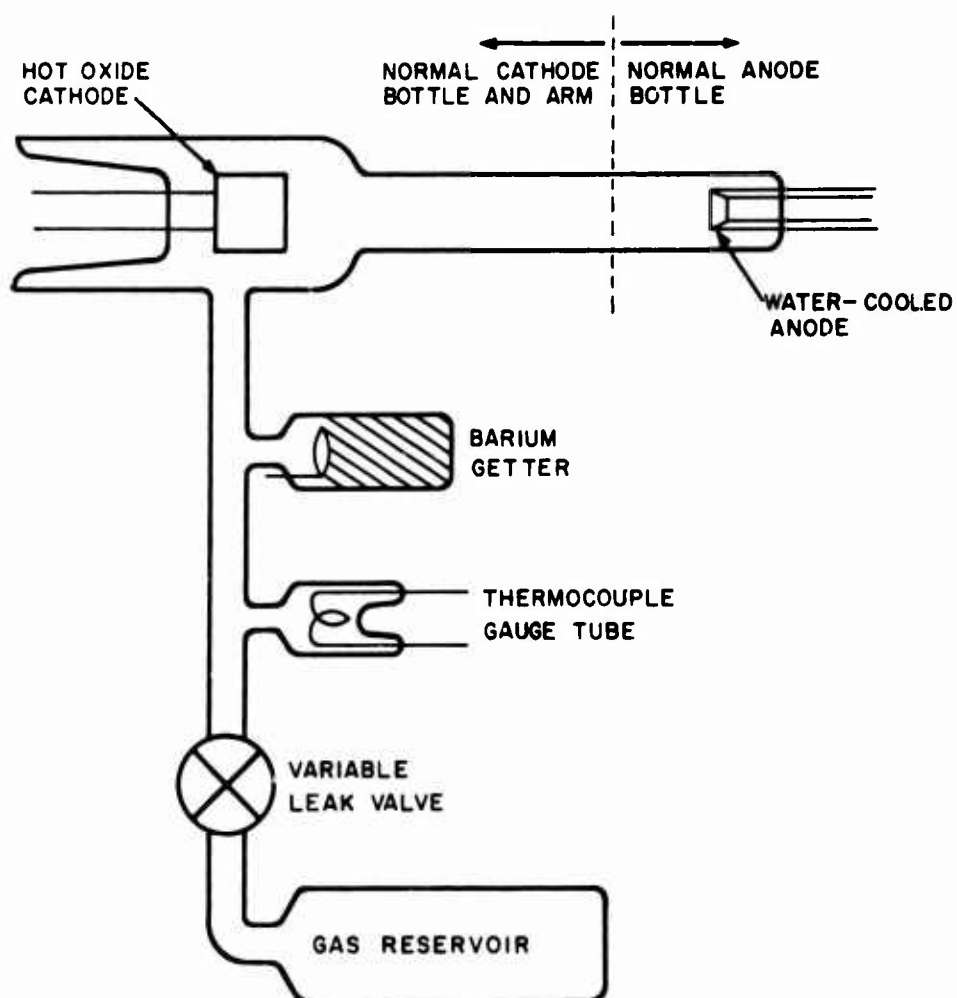 HOT OXIDE
CATHODE
NORMAL CATHODE
BOTTLE AND ARM
NORMAL ANODE
BOTTLE
WATER-COOLED
ANODE
BARIUM
GETTER
THERMOCOUPLE
GAUGE TUBE
VARIABLE
LEAK VALVE
GAS RESERVOIR